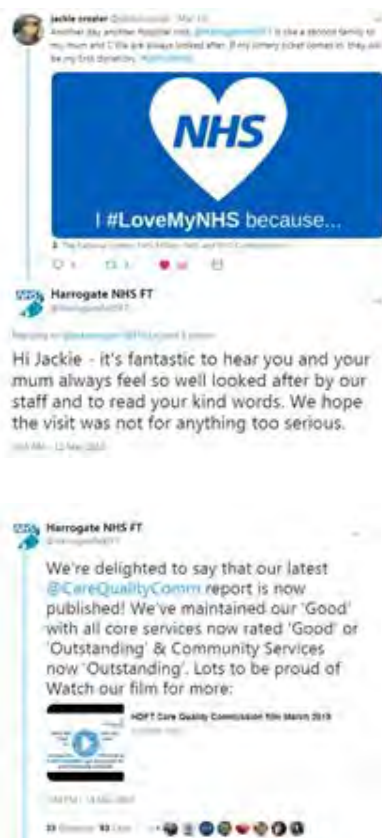 Another day another hospital visit. is like a second family to
my mum and I. We are always looked after. If my lottery ticket comes in, they will
be my first donation.
NHS
I #LoveMyNHS because...
NHS
Harrogate NHS FT
Hi Jackie - it's fantastic to hear you and your
mum always feel so well looked after by our
staff and to read your kind words. We hope
the visit was not for anything too serious.
NHS
Harrogate NHS FT
We're delighted to say that our latest
@CareQualityComm report is now
published! We've maintained our 'Good'
with all core services now rated 'Good' or
'Outstanding' & Community Services
now 'Outstanding'. Lots to be proud of
Watch our film for more:
HDFT Care Quality Commission film March 2019